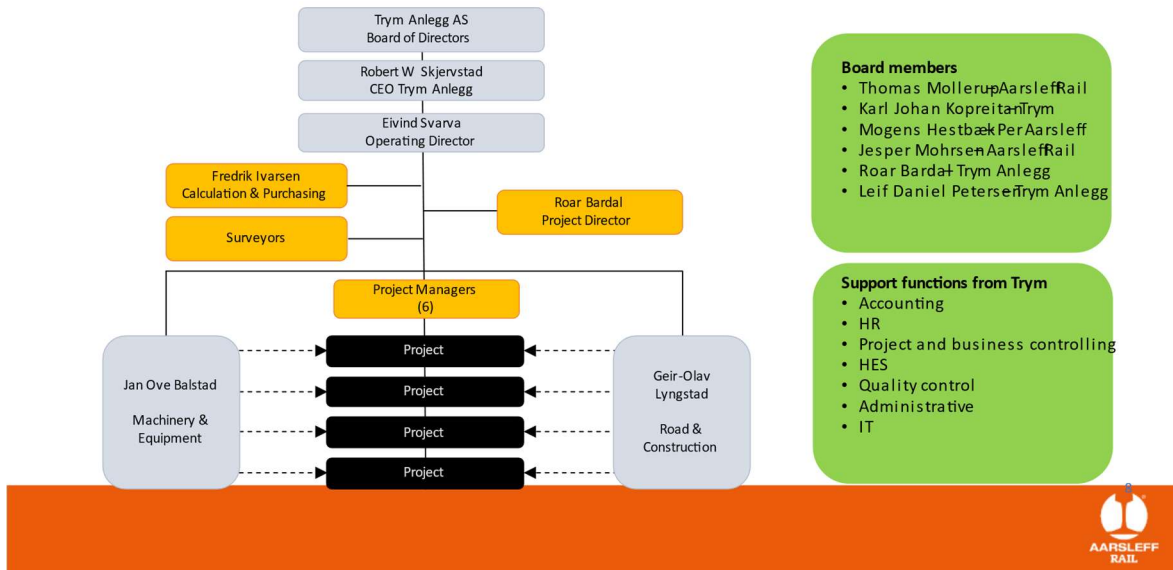 Trym Anlegg AS
Board of Directors
Robert W Skjervstad
CEO Trym Anlegg
Eivind Svarva
Operating Director
Fredrik Ivarsen
Calculation & Purchasing
Roar Bardal
Project Director
Surveyors
Project Managers
(6)
Jan Ove Balstad
Machinery &
Equipment
Project
Project
Project
Project
Geir-Olav
Lyngstad
Road &
Construction
Board members
• Thomas Mollerup – Aarsleff Rail
• Karl Johan Kopreitan – Trym
• Mogens Hestbæk – Per Aarsleff
• Jesper Mohrsen – Aarsleff Rail
• Roar Bardal – Trym Anlegg
• Leif Daniel Petersen – Trym Anlegg
Support functions from Trym
• Accounting
• HR
• Project and business controlling
• HES
• Quality control
• Administrative
• IT
8
AARSLEFF
RAIL